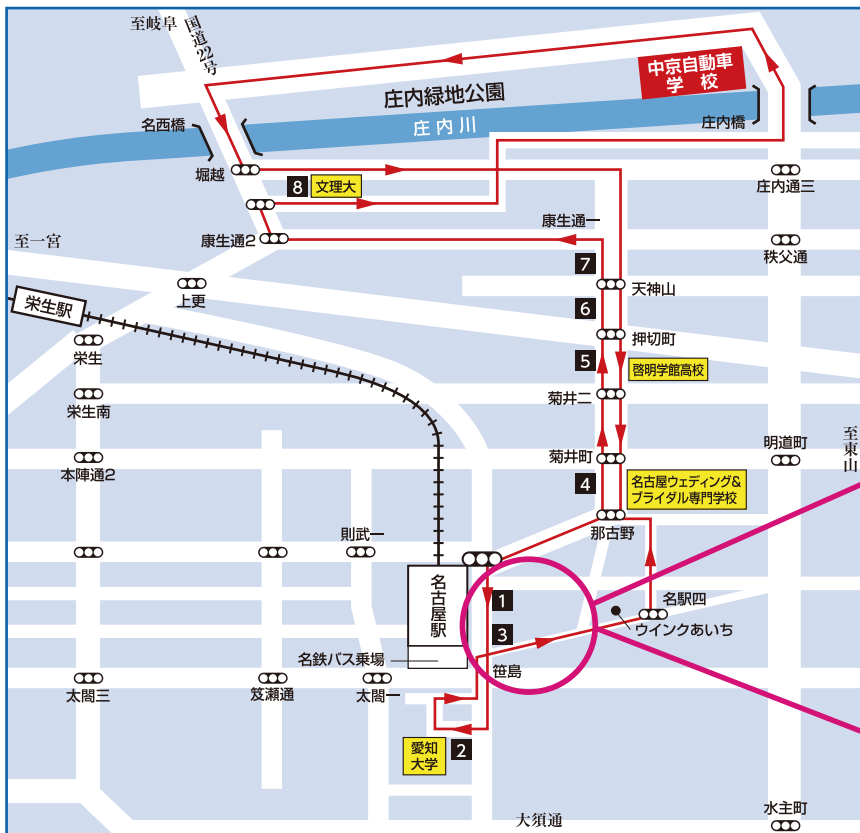 至岐阜
国道22号
中京自動車
学校
庄内緑地公園
庄内川
名西橋
庄内橋
堀越
8
文理大
庄内通三
康生通一
康生通2
至一宮
秩父通
7
上更
天神山
栄生駅
6
押切町
栄生
5
啓明学館高校
栄生南
菊井二
至東山
菊井町
明道町
本陣通2
4
名古屋ウェディング&
ブライダル専門学校
那古野
則武一
名古屋駅
1
名駅四
3
ウインクあいち
名鉄バス乗場
笹島
太閤三
笈瀬通
太閤一
愛知
大学
2
水主町
大須通